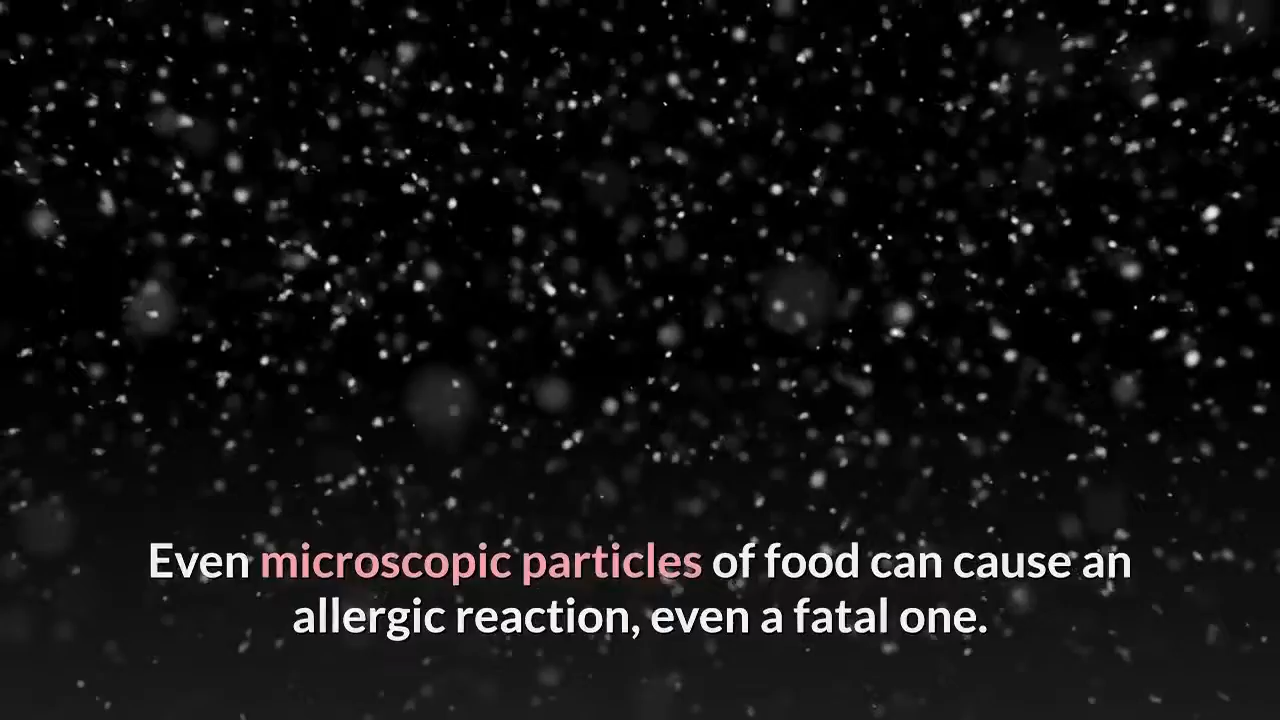 Even microscopic particles of food can cause an
allergic reaction, even a fatal one.